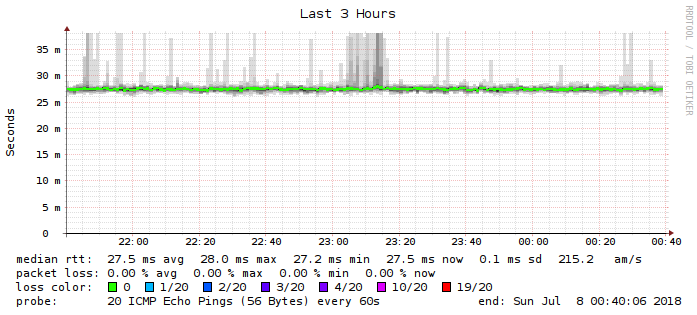 Last 3 Hours
RRDTOOL / TOBI OETIKER
Seconds
35 m
30 m
25 m
20 m
15 m
10 m
5 m
0
22:00 22:20 22:40 23:00 23:20 23:40 00:00 00:20 00:40
median rtt: 27.5 ms avg 28.0 ms max 27.2 ms min 27.5 ms now 0.1 ms sd 215.2 am/s
packet loss: 0.00 % avg 0.00 % max 0.00 % min 0.00 % now
loss color: 0 1/20 2/20 3/20 4/20 10/20 19/20
probe: 20 ICMP Echo Pings (56 Bytes) every 60s end: Sun Jul 8 00:40:06 2018